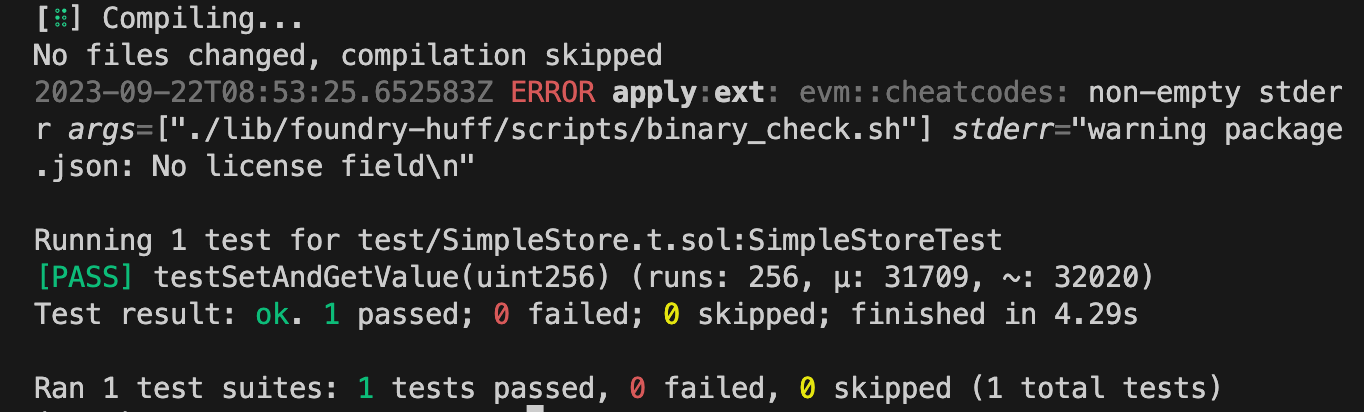 [⠿] Compiling...
No files changed, compilation skipped
2023-09-22T08:53:25.652583Z ERROR apply:ext: evm::cheatcodes: non-empty stder
r args=["./lib/foundry-huff/scripts/binary_check.sh"] stderr="warning package
.json: No license field\n"
Running 1 test for test/SimpleStore.t.sol:SimpleStoreTest
[PASS] testSetAndGetValue(uint256) (runs: 256, μ: 31709, ~: 32020)
Test result: ok. 1 passed; 0 failed; 0 skipped; finished in 4.29s
Ran 1 test suites: 1 tests passed, 0 failed, 0 skipped (1 total tests)